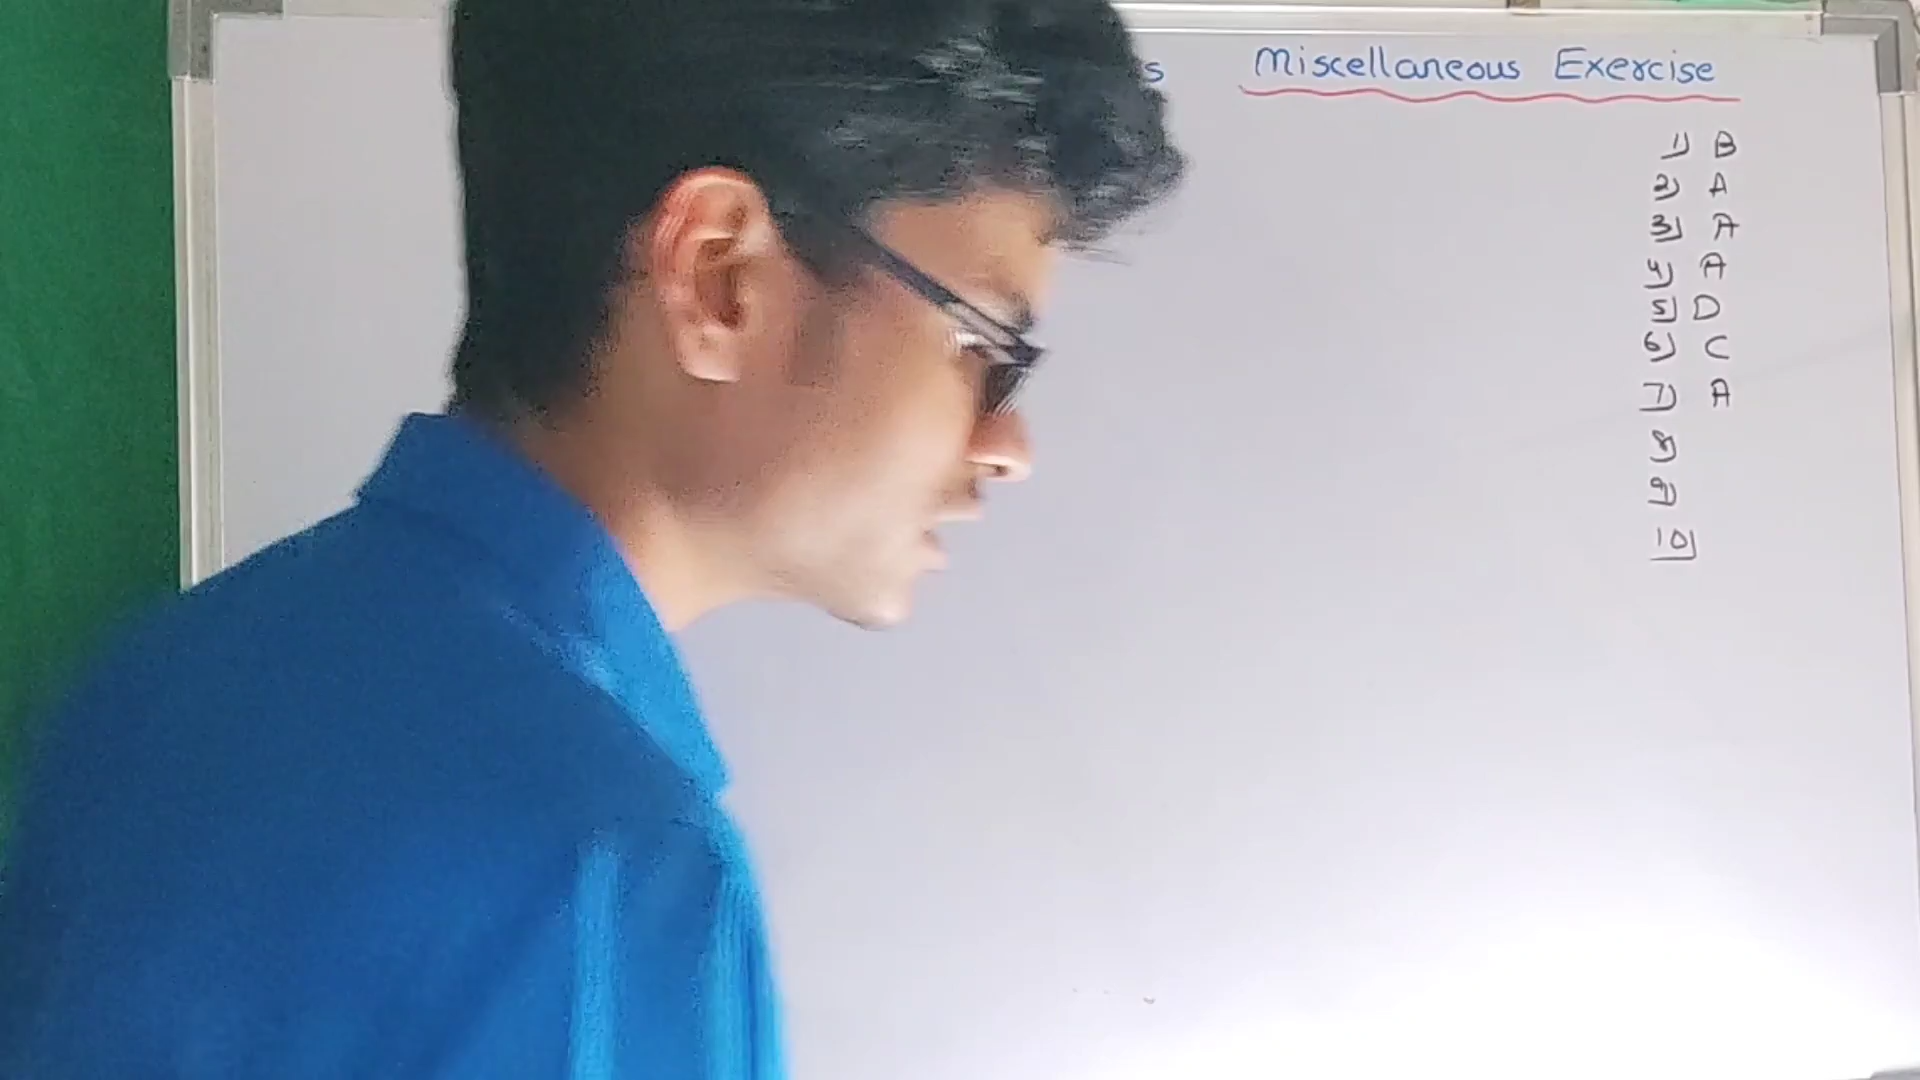 s Miscellaneous Exercise
1) B
2) A
3) A
4) A
5) D
6) C
7) A
8)
9)
10)